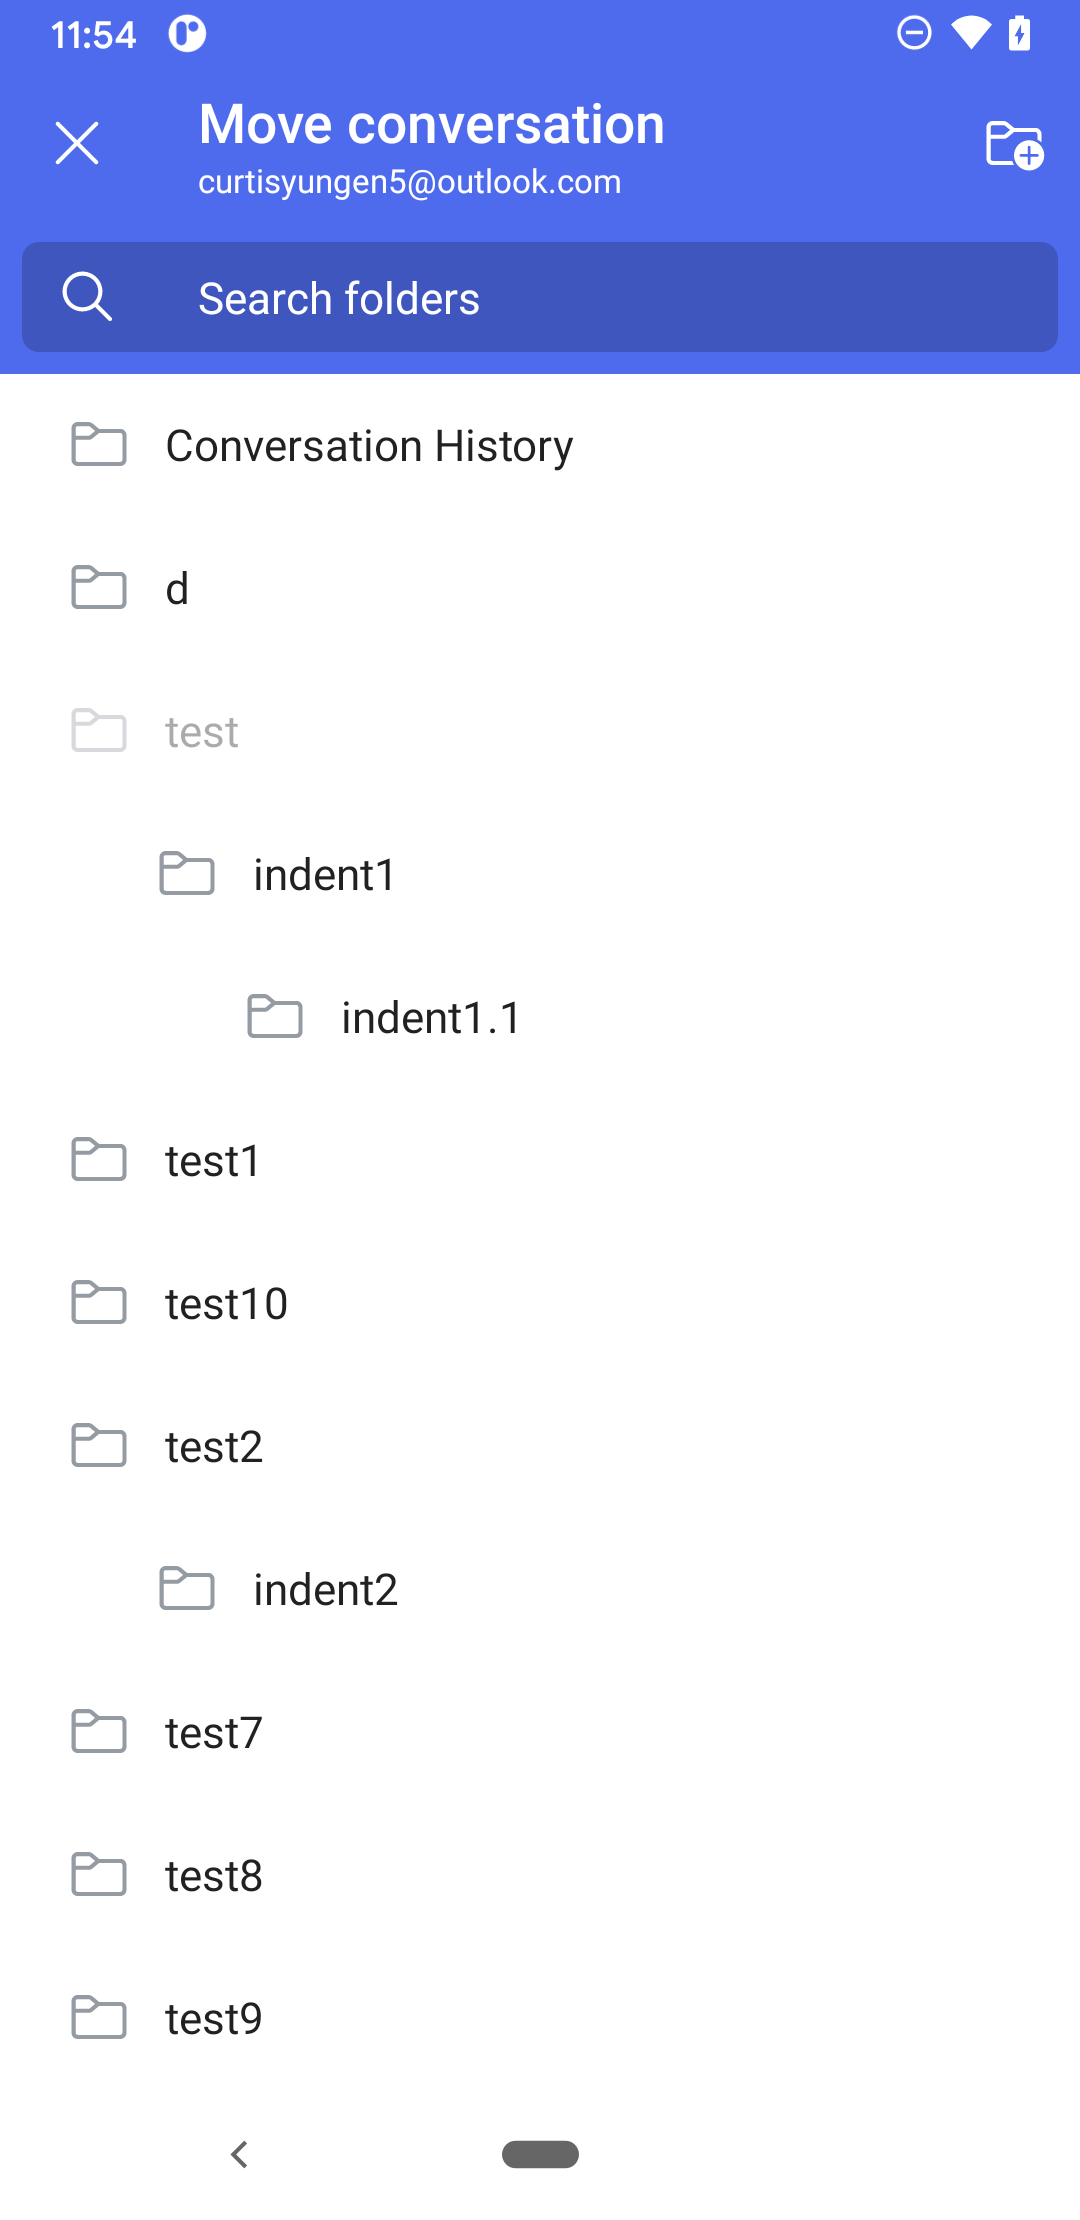 11:54
Move conversation
curtisyungen5@outlook.com
Search folders
Conversation History
d
test
indent1
indent1.1
test1
test10
test2
indent2
test7
test8
test9